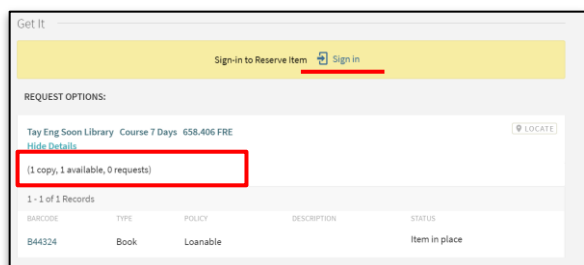 Get It
Sign-in to Reserve Item Sign in
REQUEST OPTIONS:
Tay Eng Soon Library Course 7 Days 658.406 FRE
LOCATE
Hide Details
(1 copy, 1 available, 0 requests)
1 - 1 of 1 Records
BARCODE TYPE POLICY DESCRIPTION STATUS
B44324 Book Loanable Item in place